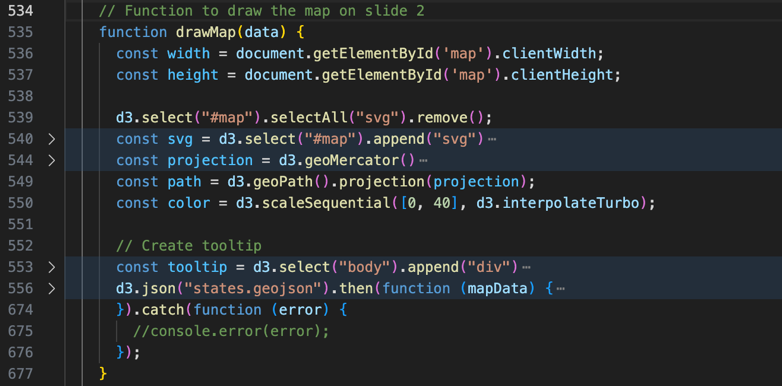 534 // Function to draw the map on slide 2
535 function drawMap(data) {
536 const width = document.getElementById('map').clientWidth;
537 const height = document.getElementById('map').clientHeight;
538
539 d3.select("#map").selectAll("svg").remove();
540 const svg = d3.select("#map").append("svg")⋯
544 const projection = d3.geoMercator()⋯
549 const path = d3.geoPath().projection(projection);
550 const color = d3.scaleSequential([0, 40], d3.interpolateTurbo);
551
552 // Create tooltip
553 const tooltip = d3.select("body").append("div")⋯
556 d3.json("states.geojson").then(function (mapData) {⋯
674 }).catch(function (error) {
675 //console.error(error);
676 });
677 }